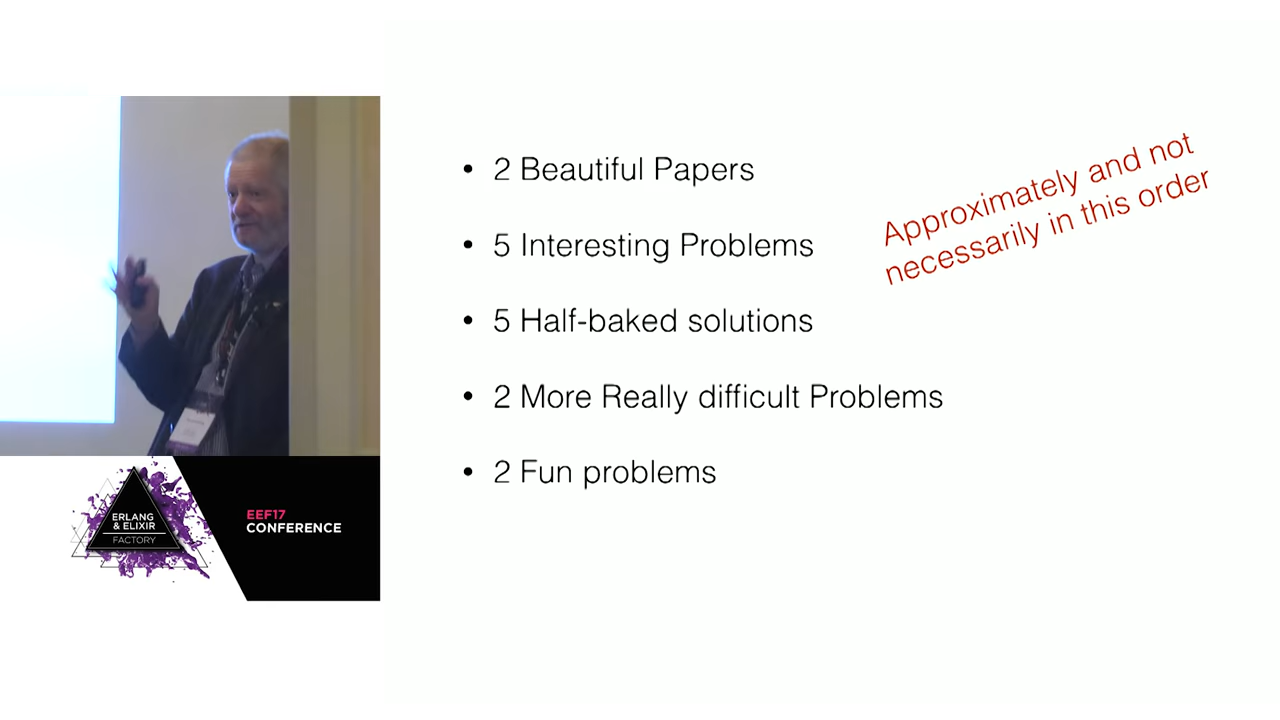 • 2 Beautiful Papers
• 5 Interesting Problems
• 5 Half-baked solutions
• 2 More Really difficult Problems
• 2 Fun problems
Approximately and not
necessarily in this order
ERLANG
& ELIXIR
FACTORY
EEF17
CONFERENCE